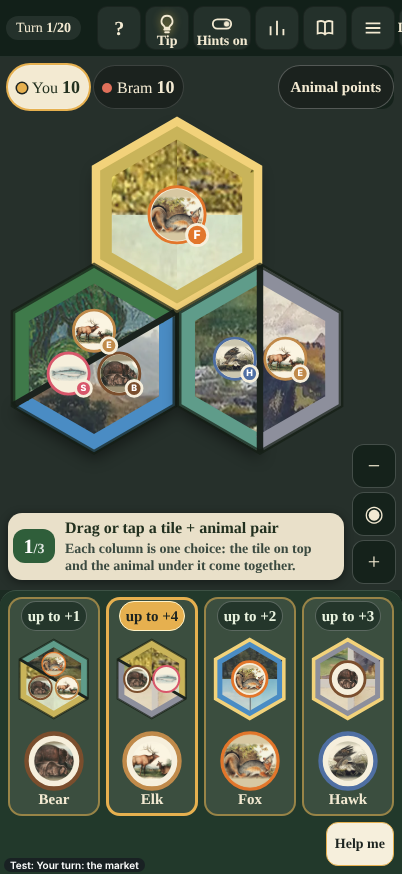 Turn 1/20
?
Tip
Hints on
You 10
Bram 10
Animal points
F
E
S
B
H
E
−
+
1/3
Drag or tap a tile + animal pair
Each column is one choice: the tile on top
and the animal under it come together.
up to +1
up to +4
up to +2
up to +3
Bear
Elk
Fox
Hawk
Help me
Test: Your turn: the market